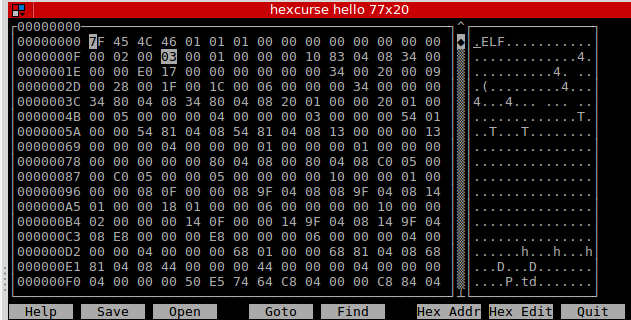 hexcurse hello 77x20
00000000
00000000 7F 45 4C 46 01 01 01 00 00 00 00 00 00 00 00 .ELF...........
0000000F 00 02 00 03 00 01 00 00 00 10 83 04 08 34 00 .............4.
0000001E 00 00 E0 17 00 00 00 00 00 00 34 00 20 00 09 ..........4. ..
0000002D 00 28 00 1F 00 1C 00 06 00 00 00 34 00 00 00 .(.........4...
0000003C 34 80 04 08 34 80 04 08 20 01 00 00 20 01 00 4...4... ... ..
0000004B 00 05 00 00 00 04 00 00 00 03 00 00 00 54 01 .............T.
0000005A 00 00 54 81 04 08 54 81 04 08 13 00 00 00 13 ..T...T........
00000069 00 00 00 04 00 00 00 01 00 00 00 01 00 00 00 ...............
00000078 00 00 00 00 00 80 04 08 00 80 04 08 C0 05 00 ...............
00000087 00 C0 05 00 00 05 00 00 00 00 10 00 00 01 00 ...............
00000096 00 00 08 0F 00 00 08 9F 04 08 08 9F 04 08 14 ...............
000000A5 01 00 00 18 01 00 00 06 00 00 00 00 10 00 00 ...............
000000B4 02 00 00 00 14 0F 00 00 14 9F 04 08 14 9F 04 ...............
000000C3 08 E8 00 00 00 E8 00 00 00 06 00 00 00 04 00 ...............
000000D2 00 00 04 00 00 00 68 01 00 00 68 81 04 08 68 ......h...h...h
000000E1 81 04 08 44 00 00 00 44 00 00 00 04 00 00 00 ...D...D.......
000000F0 04 00 00 00 50 E5 74 64 C8 04 00 00 C8 84 04 ....P.td.......
Help Save Open Goto Find Hex Addr Hex Edit Quit